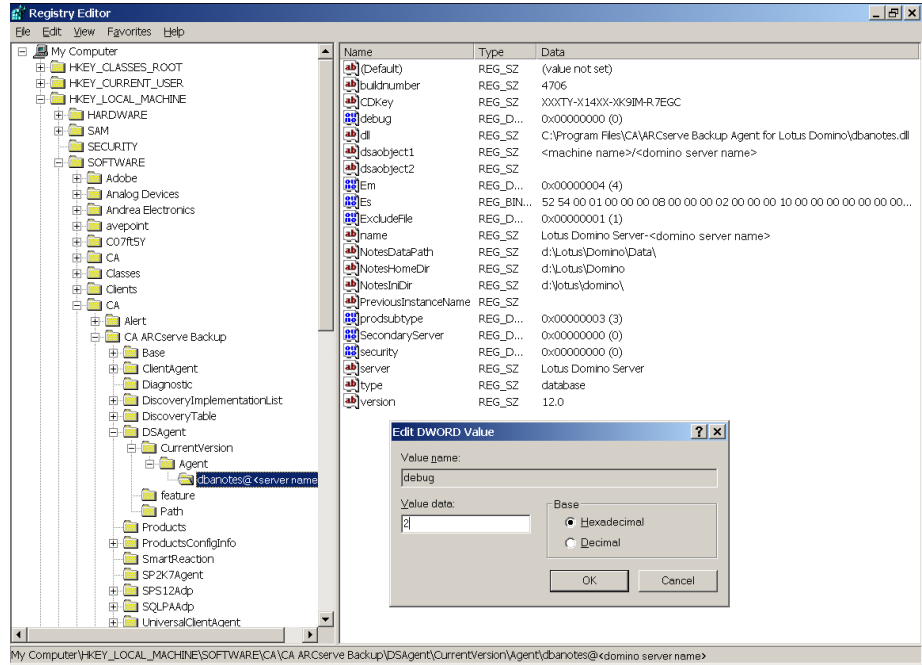 Registry Editor
File Edit View Favorites Help
My Computer
HKEY_CLASSES_ROOT
HKEY_CURRENT_USER
HKEY_LOCAL_MACHINE
HARDWARE
SAM
SECURITY
SOFTWARE
Adobe
Analog Devices
Andrea Electronics
avepoint
C07ft5Y
CA
Classes
Clients
CA
Alert
CA ARCserve Backup
Base
ClientAgent
Diagnostic
DiscoveryImplementationList
DiscoveryTable
DSAgent
CurrentVersion
Agent
dbanotes@<server name
feature
Path
Products
ProductsConfigInfo
SmartReaction
SP2K7Agent
SPS12Adp
SQLPAAdp
UniversalClientAgent
Name Type Data
(Default) REG_SZ (value not set)
buildnumber REG_SZ 4706
CDKey REG_SZ XXXTY-X14XX-XK9IM-R7EGC
debug REG_D... 0x00000000 (0)
dll REG_SZ C:\Program Files\CA\ARCserve Backup Agent for Lotus Domino\dbanotes.dll
dsaobject1 REG_SZ <machine name>/<domino server name>
dsaobject2 REG_SZ
Em REG_D... 0x00000004 (4)
Es REG_BIN... 52 54 00 01 00 00 00 08 00 00 00 02 00 00 00 10 00 00 00 00 00 00 00...
ExcludeFile REG_D... 0x00000001 (1)
name REG_SZ Lotus Domino Server-<domino server name>
NotesDataPath REG_SZ d:\Lotus\Domino\Data\
NotesHomeDir REG_SZ d:\Lotus\Domino
NotesIniDir REG_SZ d:\lotus\domino\
PreviousInstanceName REG_SZ
prodsubtype REG_D... 0x00000003 (3)
SecondaryServer REG_D... 0x00000000 (0)
security REG_D... 0x00000000 (0)
server REG_SZ Lotus Domino Server
type REG_SZ database
version REG_SZ 12.0
Edit DWORD Value
Value name:
debug
Value data:
2
Base
Hexadecimal
Decimal
OK Cancel
My Computer\HKEY_LOCAL_MACHINE\SOFTWARE\CA\CA ARCserve Backup\DSAgent\CurrentVersion\Agent\dbanotes@<domino server name>